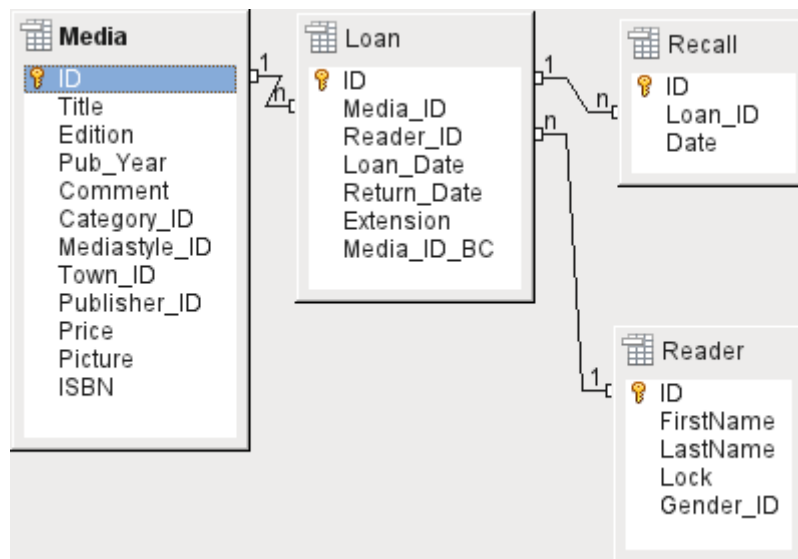 Media
ID
Title
Edition
Pub_Year
Comment
Category_ID
Mediastyle_ID
Town_ID
Publisher_ID
Price
Picture
ISBN
1
n
Loan
ID
Media_ID
Reader_ID
Loan_Date
Return_Date
Extension
Media_ID_BC
1
n
n
1
Recall
ID
Loan_ID
Date
Reader
ID
FirstName
LastName
Lock
Gender_ID